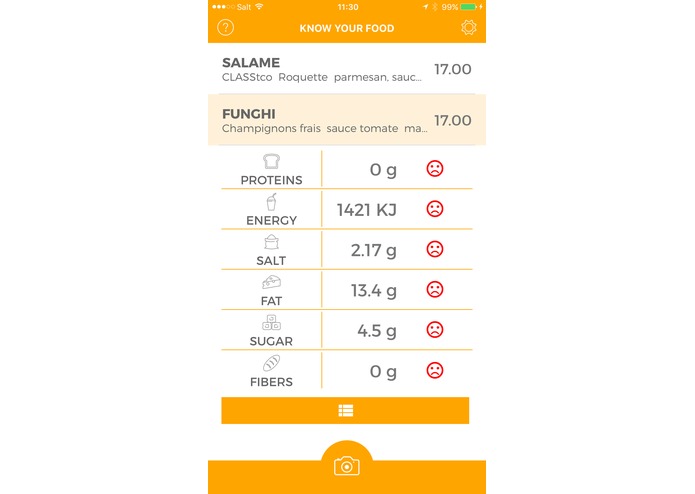 Salt 11:30 99%
? KNOW YOUR FOOD
SALAME 17.00
CLASStco Roquette parmesan, sauc...
FUNGHI 17.00
Champignons frais sauce tomate ma...
PROTEINS 0 g
ENERGY 1421 KJ
SALT 2.17 g
FAT 13.4 g
SUGAR 4.5 g
FIBERS 0 g